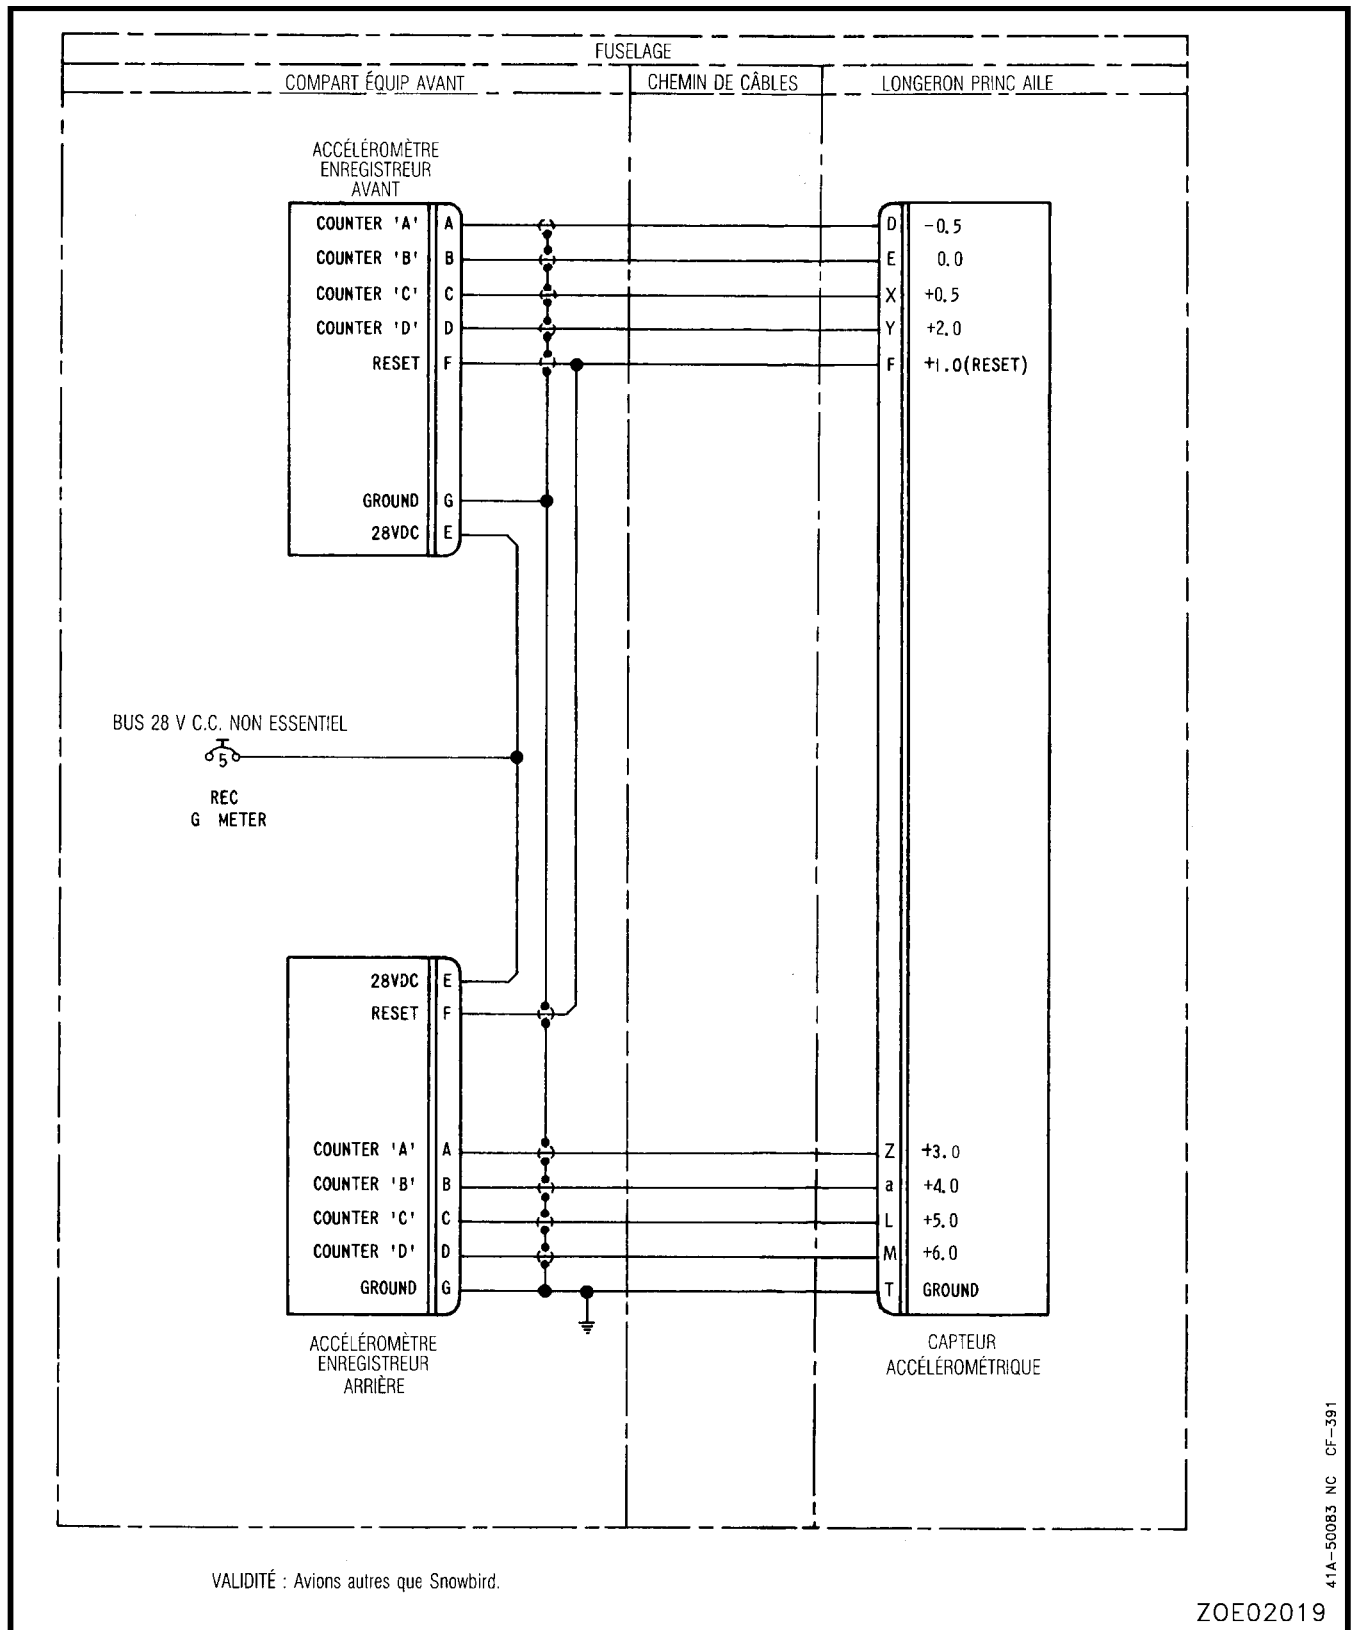 FUSELAGE
COMPART ÉQUIP AVANT
CHEMIN DE CÂBLES
LONGERON PRINC AILE
ACCÉLÉROMÈTRE
ENREGISTREUR
AVANT
COUNTER 'A' A
COUNTER 'B' B
COUNTER 'C' C
COUNTER 'D' D
RESET F
GROUND G
28VDC E
D -0.5
E 0.0
X +0.5
Y +2.0
F +1.0(RESET)
BUS 28 V C.C. NON ESSENTIEL
5
REC
G METER
28VDC E
RESET F
COUNTER 'A' A
COUNTER 'B' B
COUNTER 'C' C
COUNTER 'D' D
GROUND G
Z +3.0
a +4.0
L +5.0
M +6.0
T GROUND
ACCÉLÉROMÈTRE
ENREGISTREUR
ARRIÈRE
CAPTEUR
ACCÉLÉROMÉTRIQUE
VALIDITÉ : Avions autres que Snowbird.
41A-50083 NC CF-391
ZOE02019